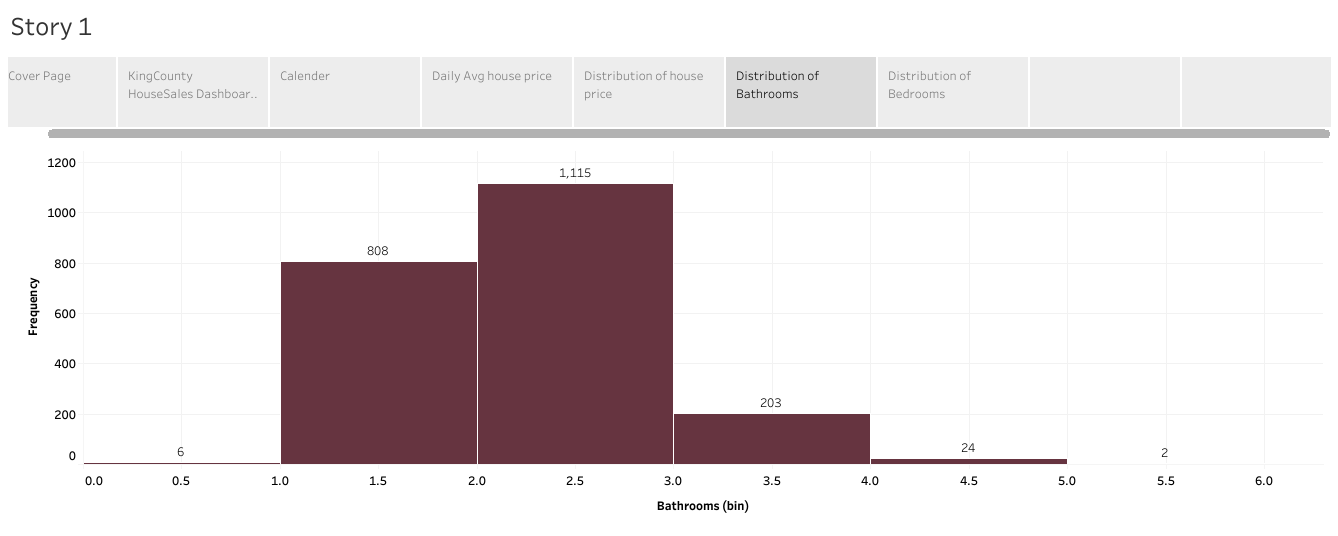 Story 1
Cover Page
KingCounty
HouseSales Dashboar..
Calender
Daily Avg house price
Distribution of house
price
Distribution of
Bathrooms
Distribution of
Bedrooms
1200
1000
800
600
400
200
0
Frequency
6
808
1,115
203
24
2
0.0
0.5
1.0
1.5
2.0
2.5
3.0
3.5
4.0
4.5
5.0
5.5
6.0
Bathrooms (bin)